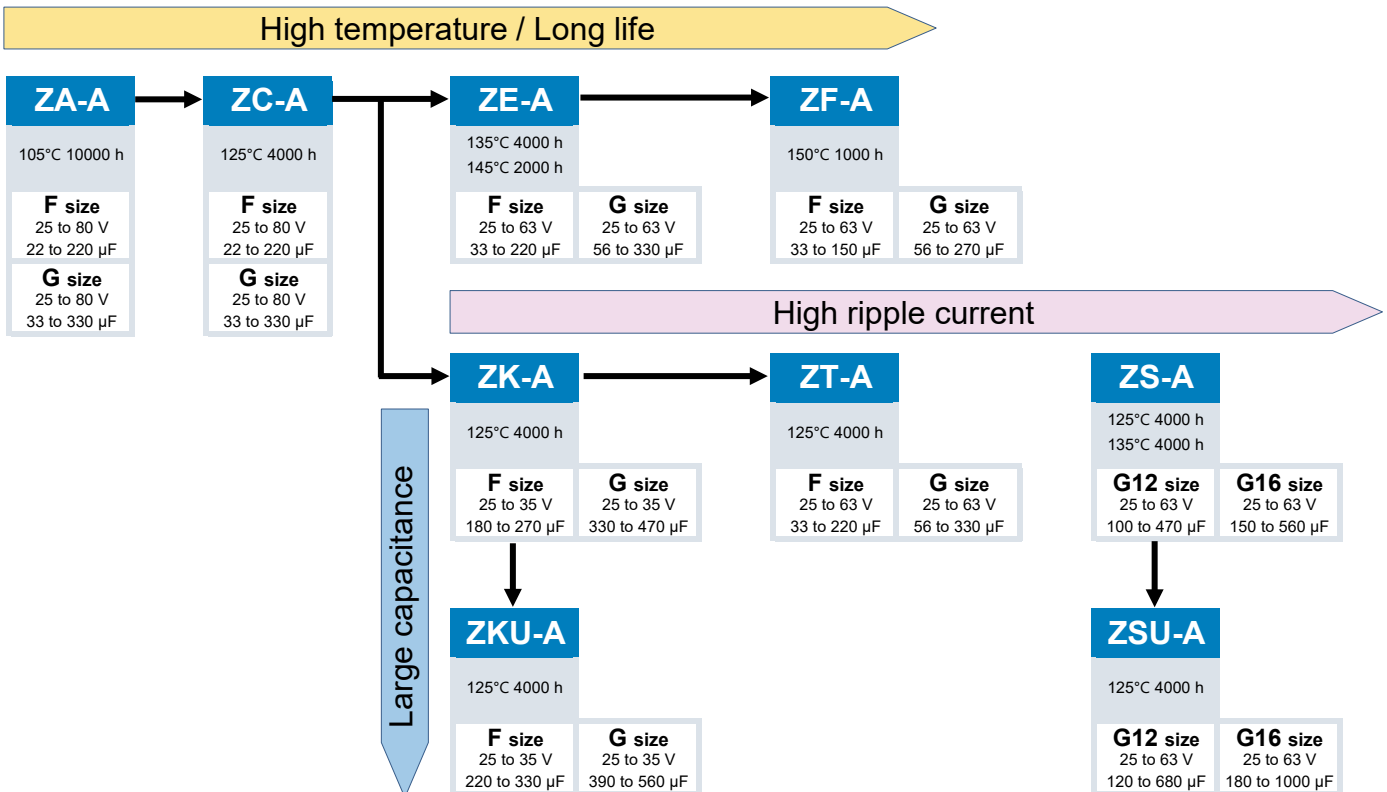 High temperature / Long life
ZA-A
105°C 10000 h
F size
25 to 80 V
22 to 220 µF
G size
25 to 80 V
33 to 330 µF
ZC-A
125°C 4000 h
F size
25 to 80 V
22 to 220 µF
G size
25 to 80 V
33 to 330 µF
ZE-A
135°C 4000 h
145°C 2000 h
F size
25 to 63 V
33 to 220 µF
G size
25 to 63 V
56 to 330 µF
ZF-A
150°C 1000 h
F size
25 to 63 V
33 to 150 µF
G size
25 to 63 V
56 to 270 µF
High ripple current
Large capacitance
ZK-A
125°C 4000 h
F size
25 to 35 V
180 to 270 µF
G size
25 to 35 V
330 to 470 µF
ZT-A
125°C 4000 h
F size
25 to 63 V
33 to 220 µF
G size
25 to 63 V
56 to 330 µF
ZS-A
125°C 4000 h
135°C 4000 h
G12 size
25 to 63 V
100 to 470 µF
G16 size
25 to 63 V
150 to 560 µF
ZKU-A
125°C 4000 h
F size
25 to 35 V
220 to 330 µF
G size
25 to 35 V
390 to 560 µF
ZSU-A
125°C 4000 h
G12 size
25 to 63 V
120 to 680 µF
G16 size
25 to 63 V
180 to 1000 µF